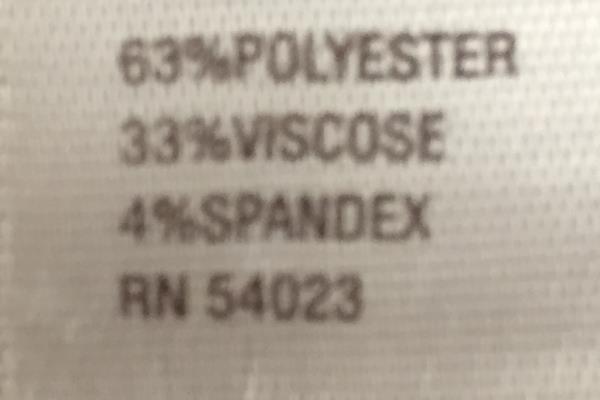 63%POLYESTER
33%VISCOSE
4%SPANDEX
RN 54023